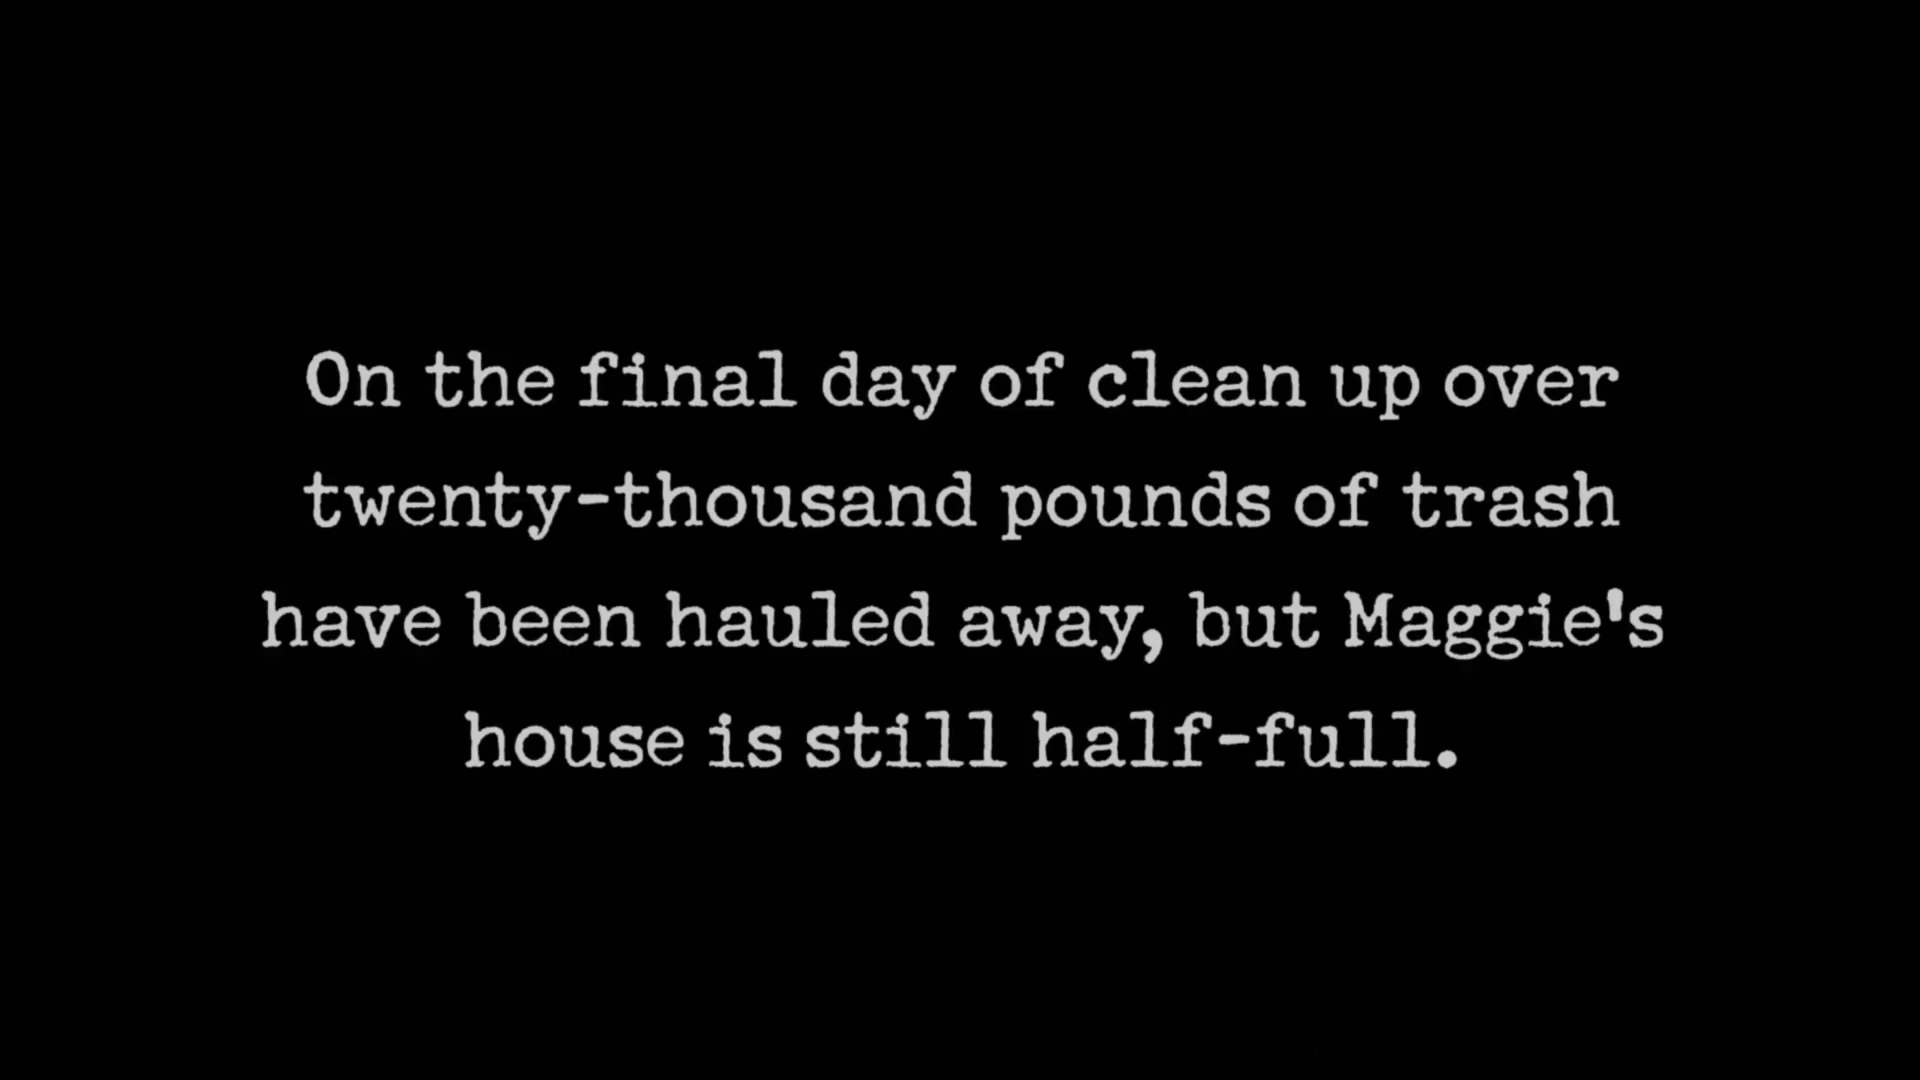 On the final day of clean up over
twenty-thousand pounds of trash
have been hauled away, but Maggie's
house is still half-full.